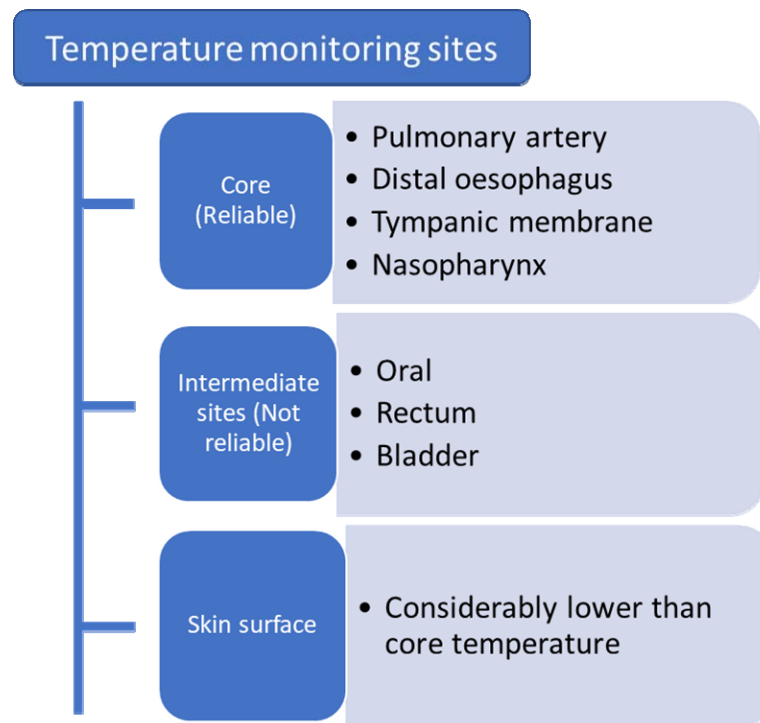 Temperature monitoring sites
Core
(Reliable)
• Pulmonary artery
• Distal oesophagus
• Tympanic membrane
• Nasopharynx
Intermediate
sites (Not
reliable)
• Oral
• Rectum
• Bladder
Skin surface
• Considerably lower than
core temperature